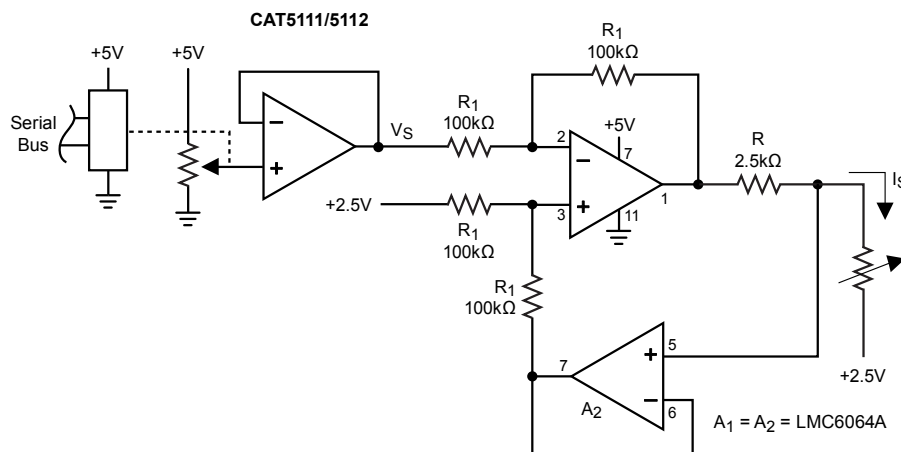 CAT5111/5112
+5V
+5V
Serial
Bus
−
+
VS
R1
100kΩ
R1
100kΩ
+2.5V
R1
100kΩ
R1
100kΩ
+5V
2
−
7
3
+
11
1
R
2.5kΩ
IS
+2.5V
7
+
5
−
6
A2
A1 = A2 = LMC6064A